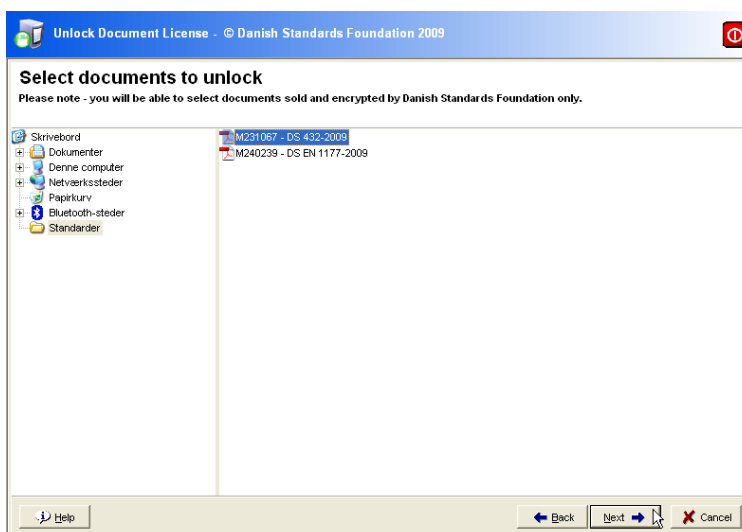 Unlock Document License - © Danish Standards Foundation 2009
Select documents to unlock
Please note - you will be able to select documents sold and encrypted by Danish Standards Foundation only.
Skrivebord
Dokumenter
Denne computer
Netværkssteder
Papirkurv
Bluetooth-steder
Standarder
M231067 - DS 432-2009
M240239 - DS EN 1177-2009
Help
Back
Next
Cancel